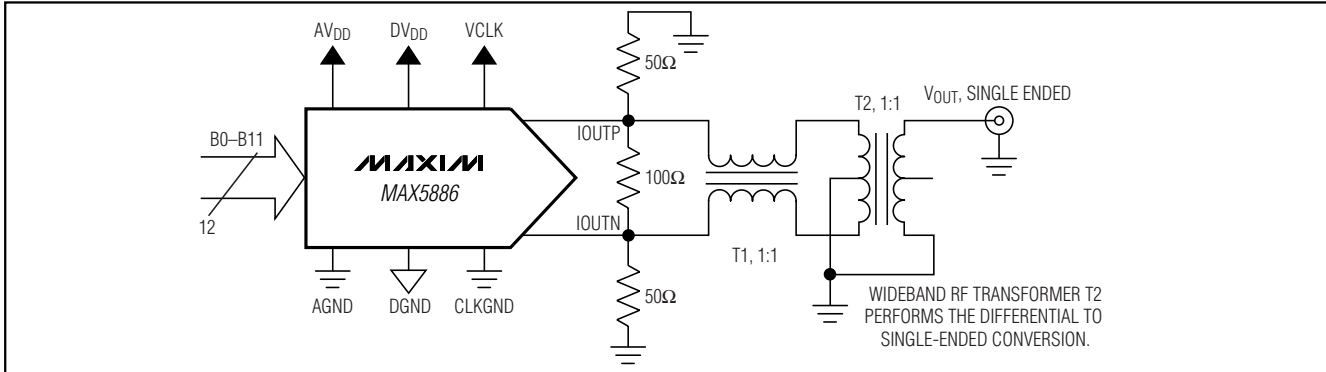 AVDD
DVDD
VCLK
50Ω
VOUT, SINGLE ENDED
T2, 1:1
B0–B11
IOUTP
MAXIM
MAX5886
100Ω
12
IOUTN
T1, 1:1
50Ω
AGND
DGND
CLKGND
WIDEBAND RF TRANSFORMER T2
PERFORMS THE DIFFERENTIAL TO
SINGLE-ENDED CONVERSION.